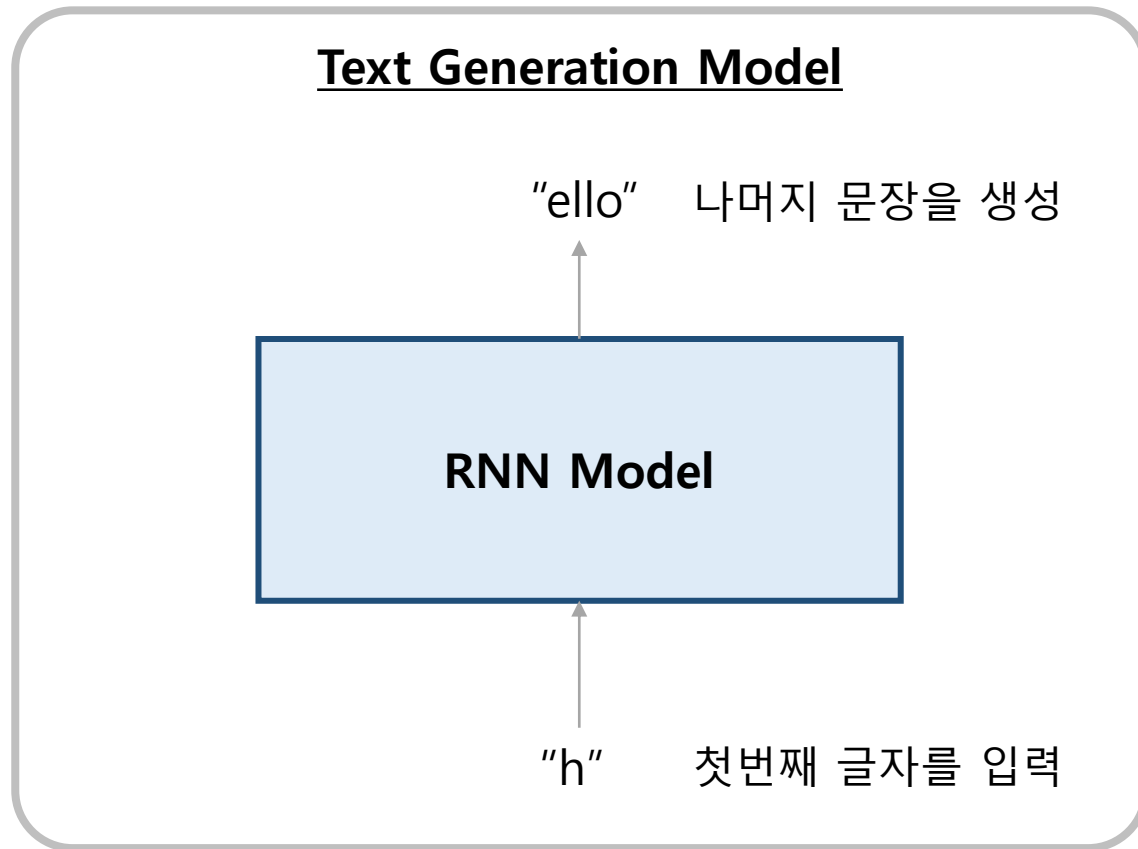 Text Generation Model
"ello" 나머지 문장을 생성
RNN Model
"h" 첫번째 글자를 입력